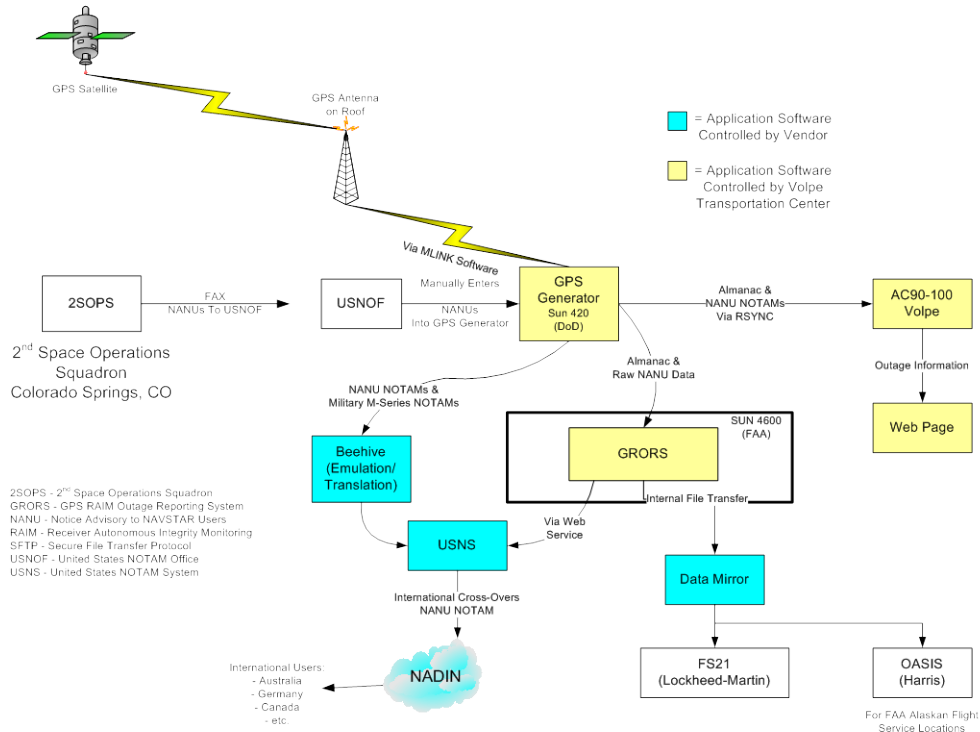 GPS Satellite
GPS Antenna
on Roof
= Application Software
Controlled by Vendor
= Application Software
Controlled by Volpe
Transportation Center
Via MLINK Software
2SOPS
FAX
NANUs To USNOF
USNOF
Manually Enters
NANUs
Into GPS Generator
GPS
Generator
Sun 420
(DoD)
Almanac &
NANU NOTAMs
Via RSYNC
AC90-100
Volpe
2nd Space Operations
Squadron
Colorado Springs, CO
NANU NOTAMs &
Military M-Series NOTAMs
Almanac &
Raw NANU Data
Outage Information
Web Page
SUN 4600
(FAA)
GRORS
Beehive
(Emulation/
Translation)
Internal File Transfer
2SOPS - 2nd Space Operations Squadron
GRORS - GPS RAIM Outage Reporting System
NANU - Notice Advisory to NAVSTAR Users
RAIM - Receiver Autonomous Integrity Monitoring
SFTP - Secure File Transfer Protocol
USNOF - United States NOTAM Office
USNS - United States NOTAM System
Via Web
Service
USNS
Data Mirror
International Cross-Overs
NANU NOTAM
NADIN
International Users:
- Australia
- Germany
- Canada
- etc.
FS21
(Lockheed-Martin)
OASIS
(Harris)
For FAA Alaskan Flight
Service Locations